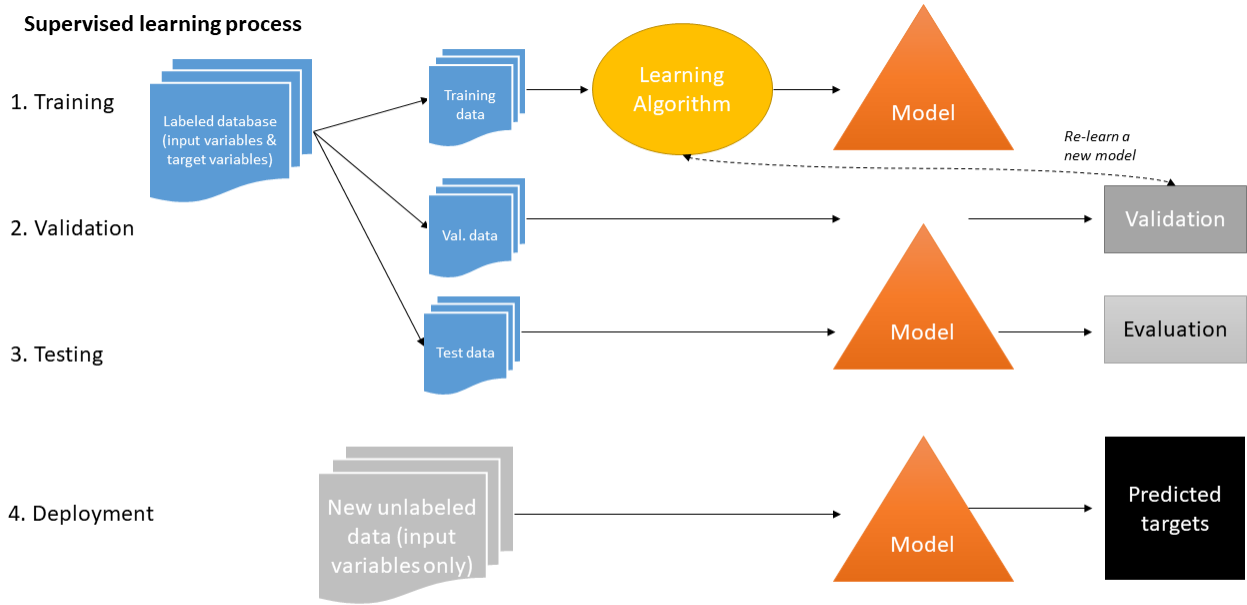 Supervised learning process
1. Training
Labeled database
(input variables &
target variables)
Training
data
Learning
Algorithm
Model
Re-learn a
new model
2. Validation
Val. data
Validation
3. Testing
Test data
Model
Evaluation
4. Deployment
New unlabeled
data (input
variables only)
Model
Predicted
targets